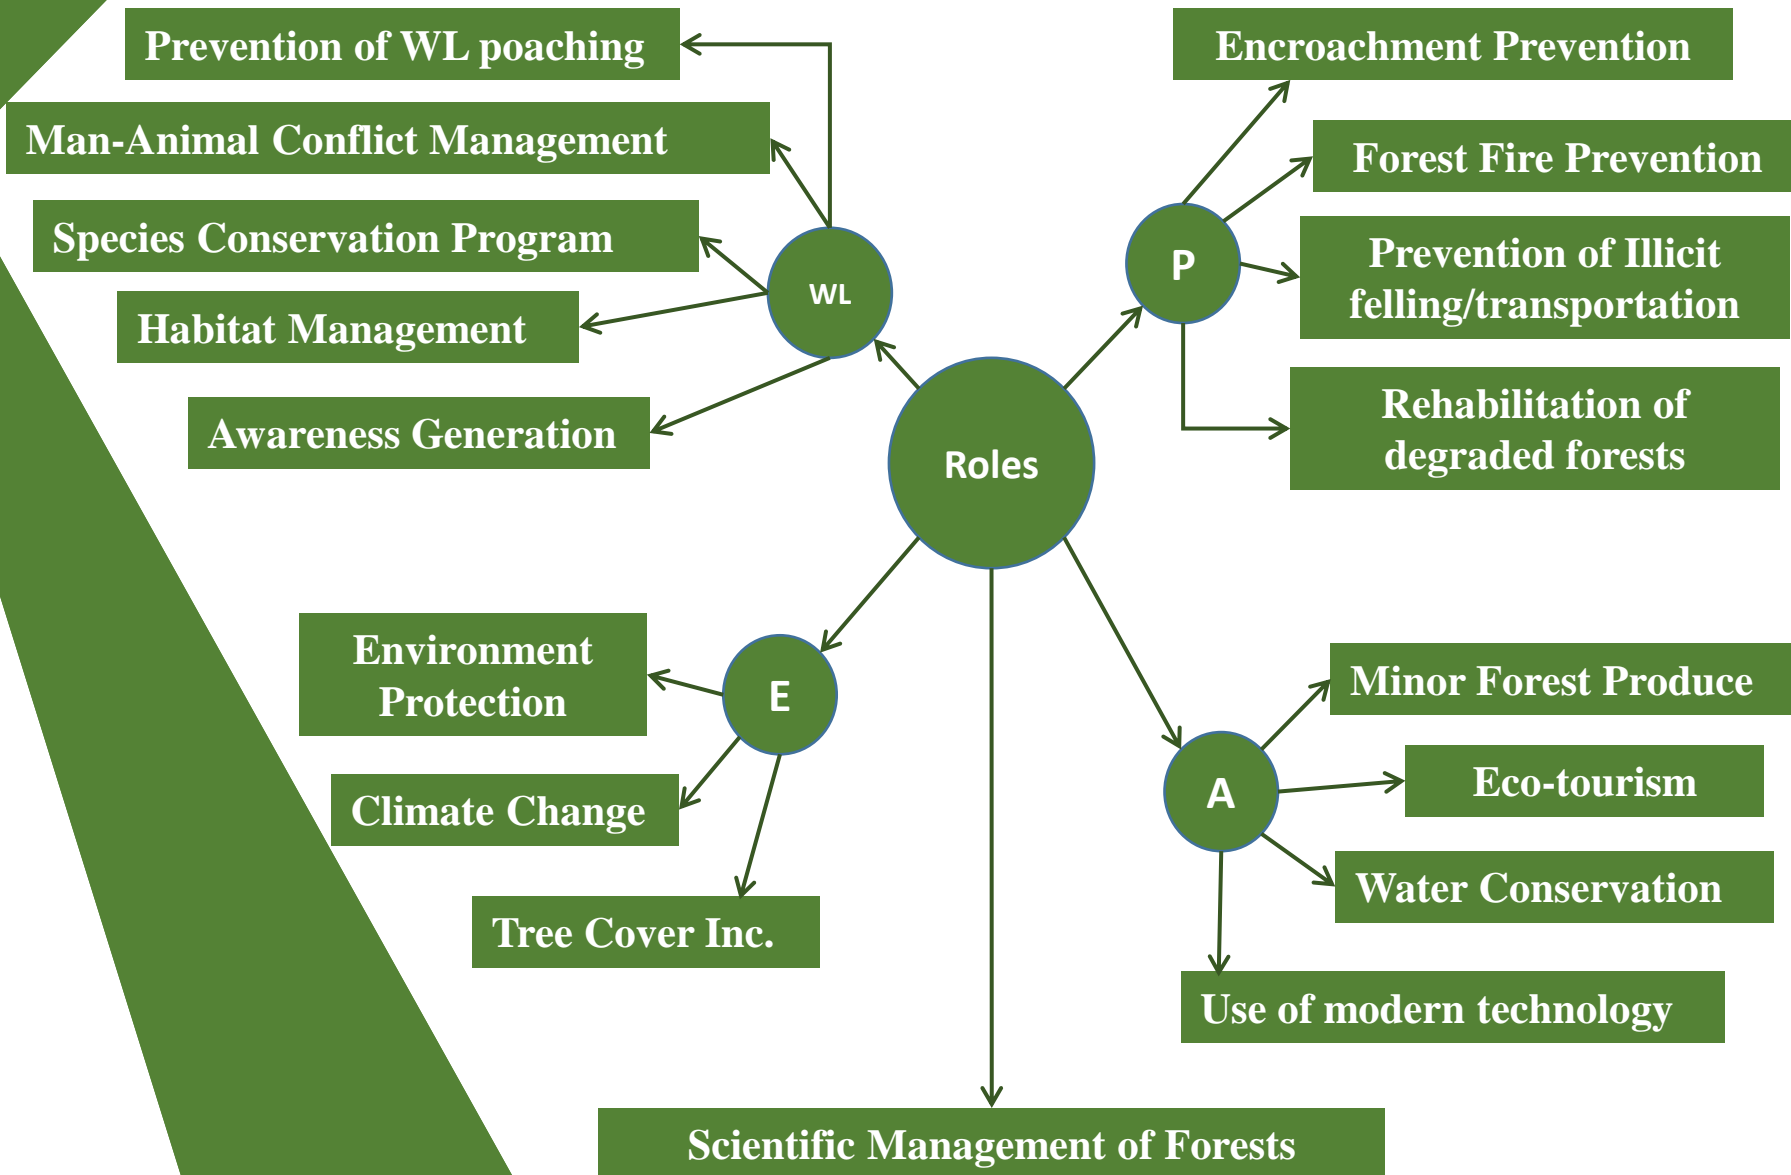 Prevention of WL poaching
Man-Animal Conflict Management
Species Conservation Program
Habitat Management
Awareness Generation
WL
Encroachment Prevention
Forest Fire Prevention
Prevention of Illicit
felling/transportation
Rehabilitation of
degraded forests
P
Roles
Environment
Protection
Climate Change
Tree Cover Inc.
E
Minor Forest Produce
Eco-tourism
Water Conservation
Use of modern technology
A
Scientific Management of Forests